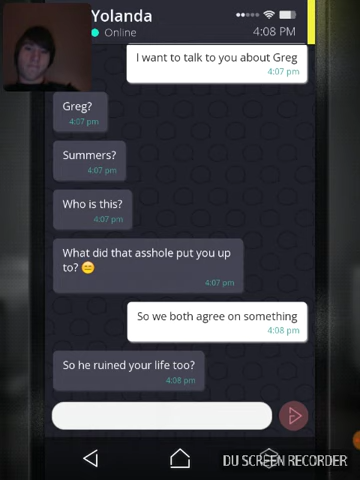 Yolanda
Online
4:08 PM
I want to talk to you about Greg
4:07 pm
Greg?
4:07 pm
Summers?
4:07 pm
Who is this?
4:07 pm
What did that asshole put you up
to? 😑
4:07 pm
So we both agree on something
4:08 pm
So he ruined your life too?
4:08 pm
DU SCREEN RECORDER